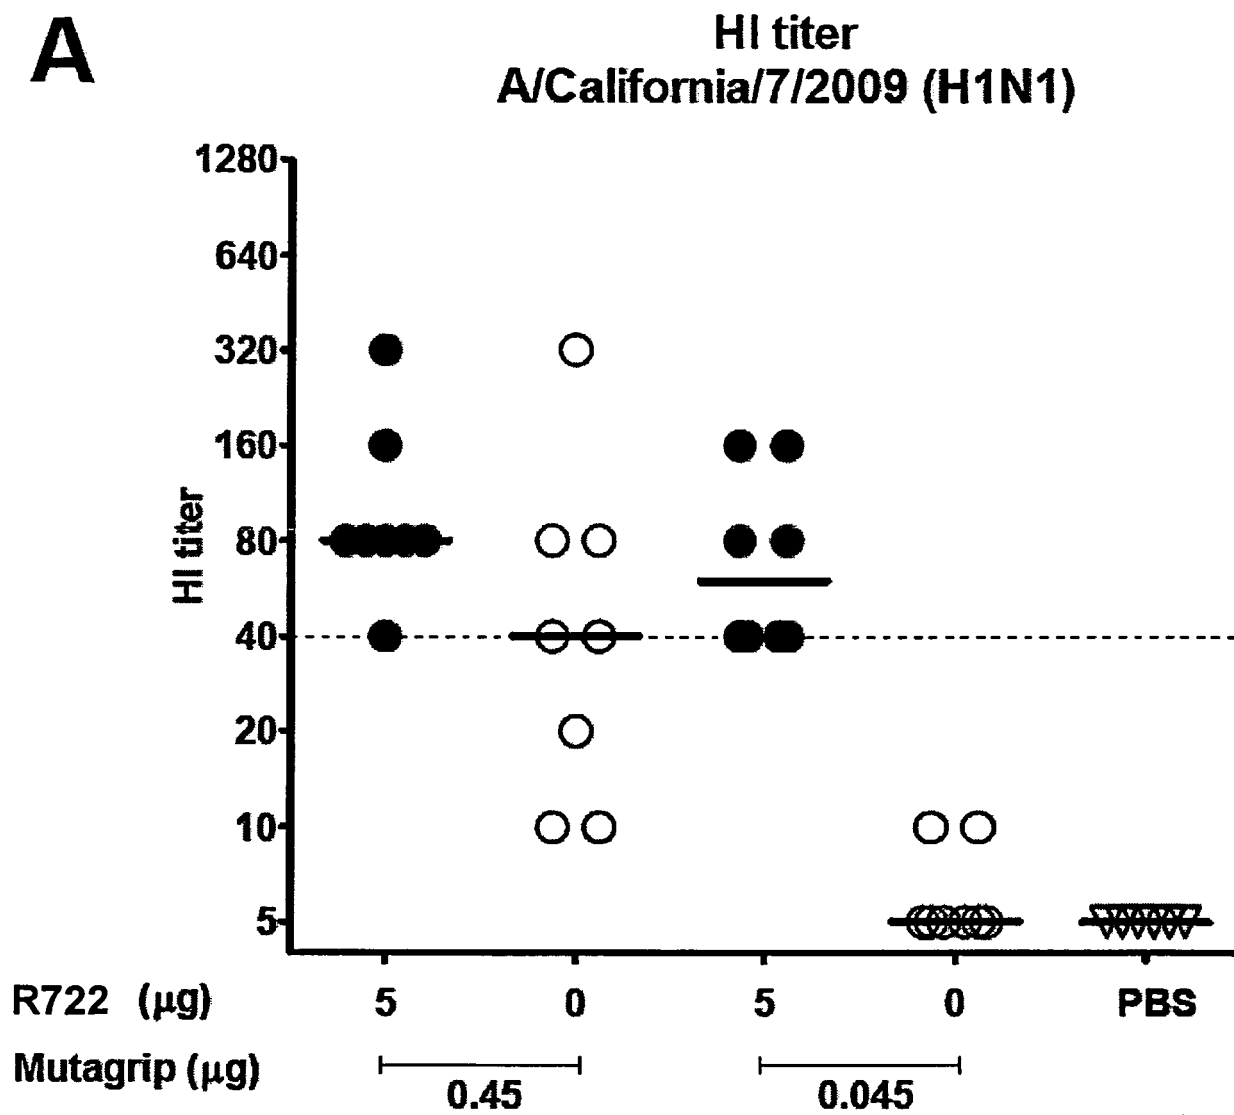 A
HI titer
A/California/7/2009 (H1N1)
1280
640
320
160
80
40
20
10
5
HI titer
R722 (µg) 5 0 5 0 PBS
Mutagrip (µg) 0.45 0.045